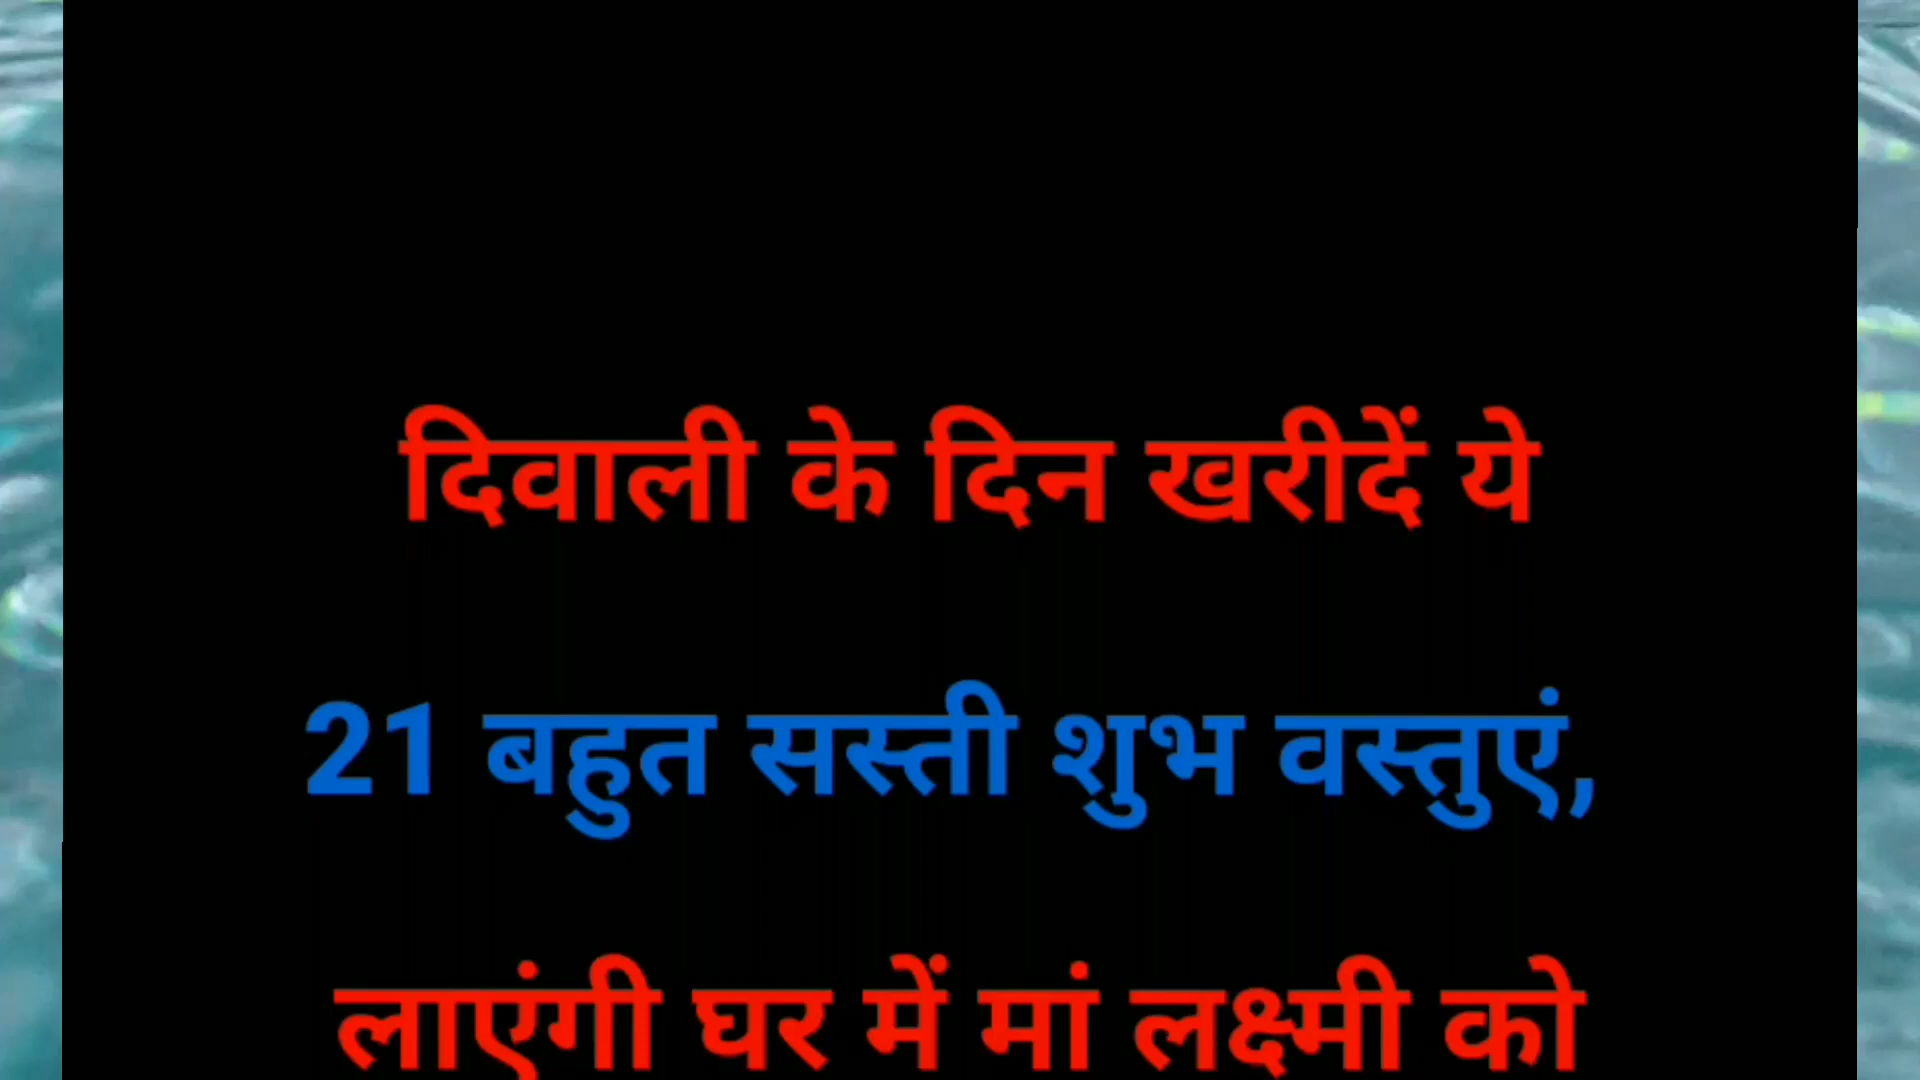 दिवाली के दिन खरीदें ये
21 बहुत सस्ती शुभ वस्तुएं,
लाएंगी घर में मां लक्ष्मी को